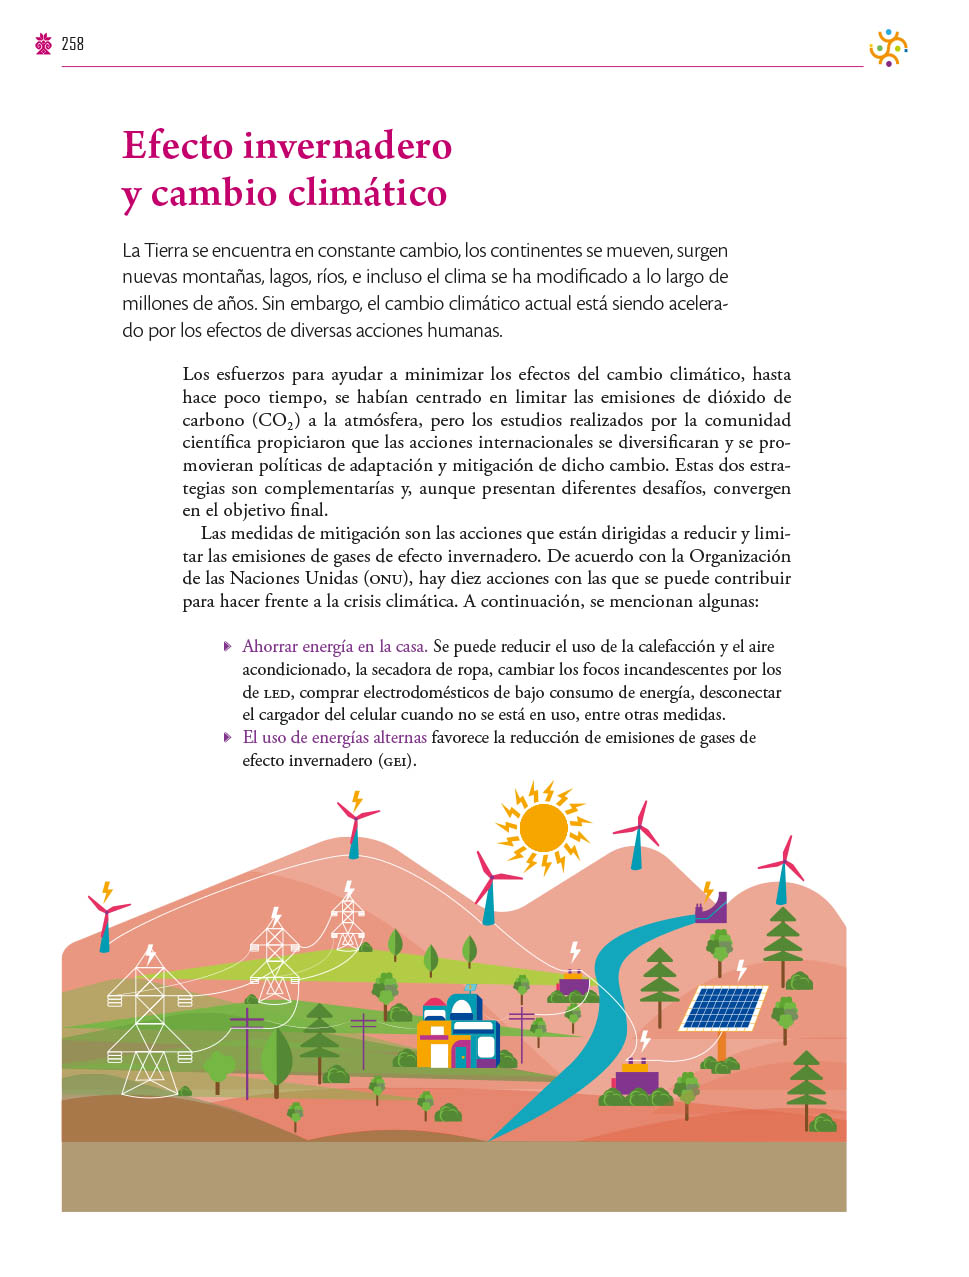 258
Efecto invernadero
y cambio climático
La Tierra se encuentra en constante cambio, los continentes se mueven, surgen
nuevas montañas, lagos, ríos, e incluso el clima se ha modificado a lo largo de
millones de años. Sin embargo, el cambio climático actual está siendo acelera-
do por los efectos de diversas acciones humanas.
Los esfuerzos para ayudar a minimizar los efectos del cambio climático, hasta
hace poco tiempo, se habían centrado en limitar las emisiones de dióxido de
carbono (CO₂) a la atmósfera, pero los estudios realizados por la comunidad
científica propiciaron que las acciones internacionales se diversificaran y se pro-
movieran políticas de adaptación y mitigación de dicho cambio. Estas dos estra-
tegias son complementarías y, aunque presentan diferentes desafíos, convergen
en el objetivo final.
Las medidas de mitigación son las acciones que están dirigidas a reducir y limi-
tar las emisiones de gases de efecto invernadero. De acuerdo con la Organización
de las Naciones Unidas (ONU), hay diez acciones con las que se puede contribuir
para hacer frente a la crisis climática. A continuación, se mencionan algunas:
Ahorrar energía en la casa. Se puede reducir el uso de la calefacción y el aire
acondicionado, la secadora de ropa, cambiar los focos incandescentes por los
de LED, comprar electrodomésticos de bajo consumo de energía, desconectar
el cargador del celular cuando no se está en uso, entre otras medidas.
El uso de energías alternas favorece la reducción de emisiones de gases de
efecto invernadero (GEI).